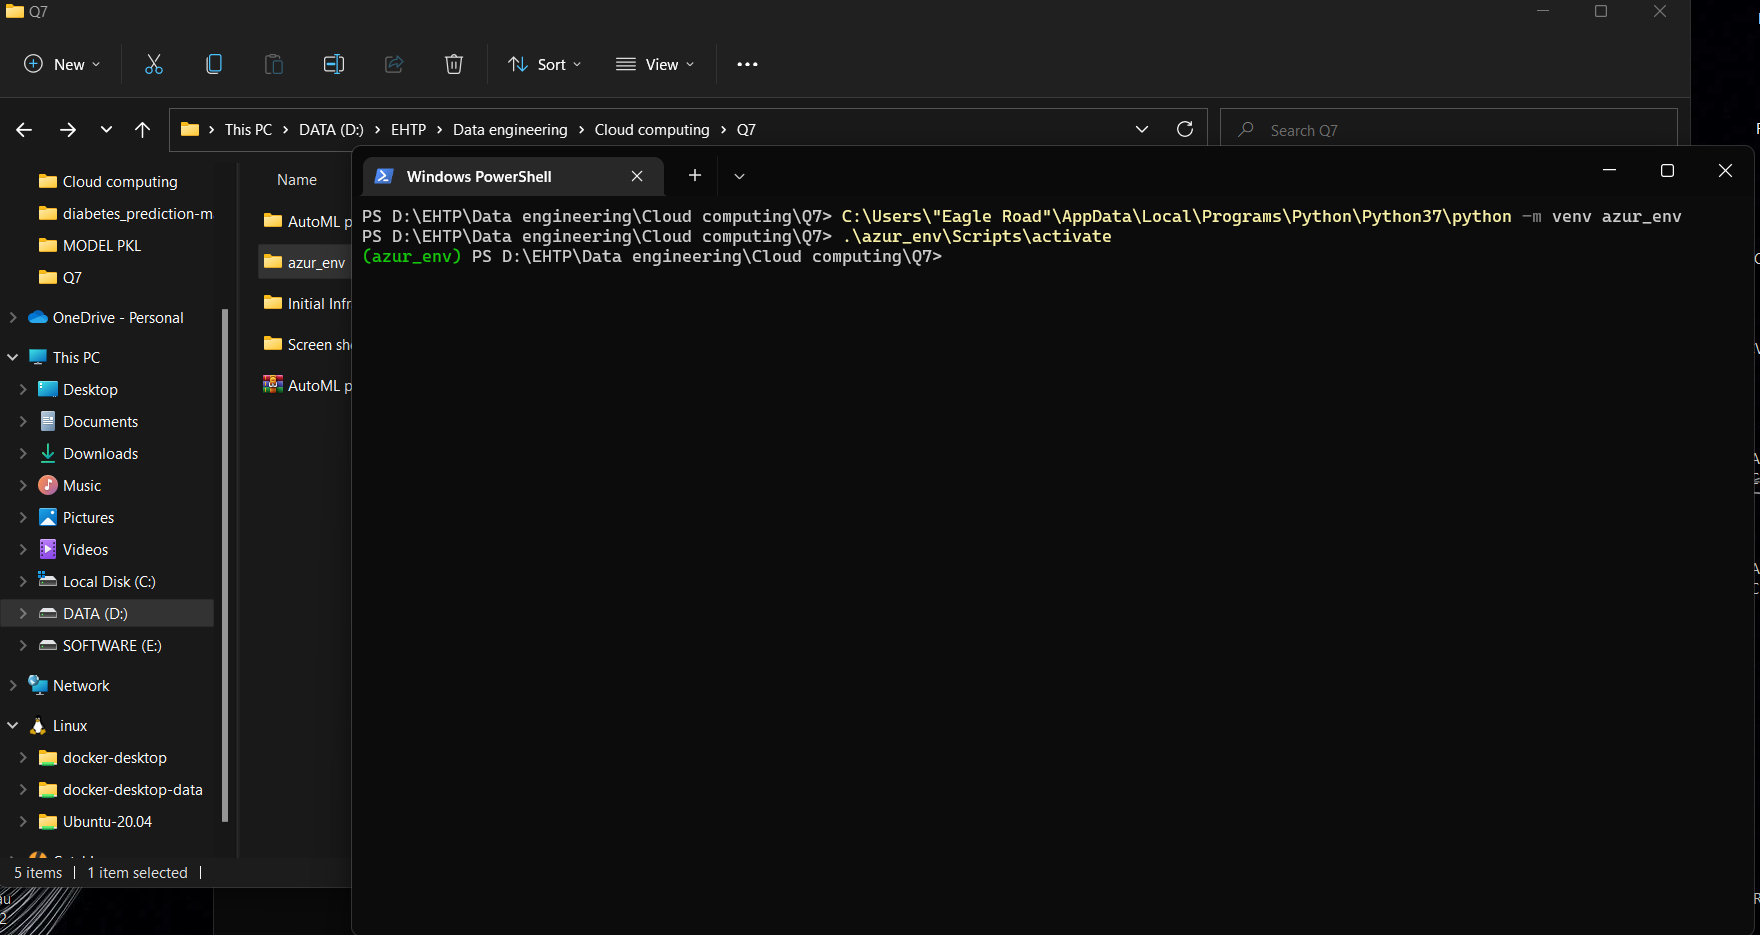 Q7
New
Sort
View
This PC
DATA (D:)
EHTP
Data engineering
Cloud computing
Q7
Search Q7
Cloud computing
diabetes_prediction-m
MODEL PKL
Q7
OneDrive - Personal
This PC
Desktop
Documents
Downloads
Music
Pictures
Videos
Local Disk (C:)
DATA (D:)
SOFTWARE (E:)
Network
Linux
docker-desktop
docker-desktop-data
Ubuntu-20.04
5 items
1 item selected
Name
AutoML p
azur_env
Initial Infr
Screen sh
AutoML p
Windows PowerShell
PS D:\EHTP\Data engineering\Cloud computing\Q7> C:\Users\"Eagle Road"\AppData\Local\Programs\Python\Python37\python -m venv azur_env
PS D:\EHTP\Data engineering\Cloud computing\Q7> .\azur_env\Scripts\activate
(azur_env) PS D:\EHTP\Data engineering\Cloud computing\Q7>